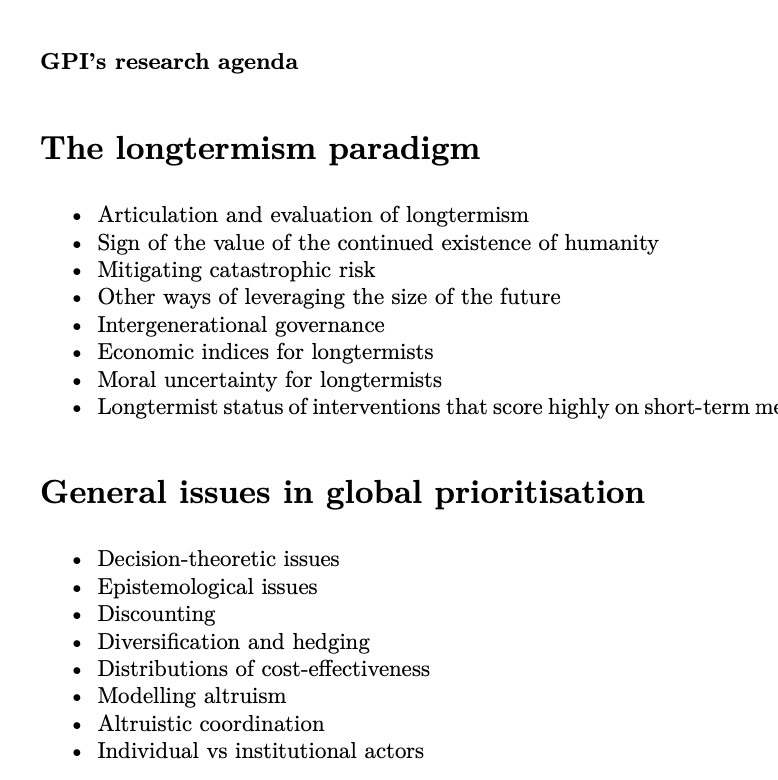 GPI's research agenda
The longtermism paradigm
• Articulation and evaluation of longtermism
• Sign of the value of the continued existence of humanity
• Mitigating catastrophic risk
• Other ways of leveraging the size of the future
• Intergenerational governance
• Economic indices for longtermists
• Moral uncertainty for longtermists
• Longtermist status of interventions that score highly on short-term
General issues in global prioritisation
• Decision-theoretic issues
• Epistemological issues
• Discounting
• Diversification and hedging
• Distributions of cost-effectiveness
• Modelling altruism
• Altruistic coordination
• Individual vs institutional actors